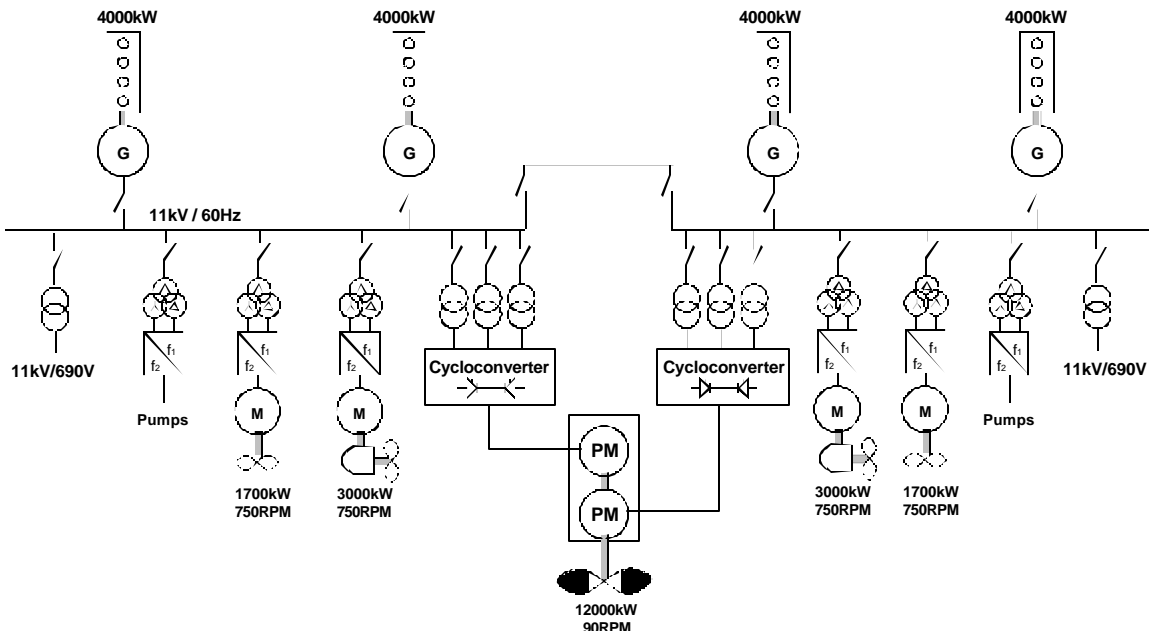 4000kW
4000kW
4000kW
4000kW
G
G
G
G
11kV / 60Hz
f1
f2
f1
f2
f1
f2
Cycloconverter
Cycloconverter
f1
f2
f1
f2
f1
f2
11kV/690V
11kV/690V
Pumps
M
M
M
M
Pumps
PM
PM
1700kW
750RPM
3000kW
750RPM
3000kW
750RPM
1700kW
750RPM
12000kW
90RPM